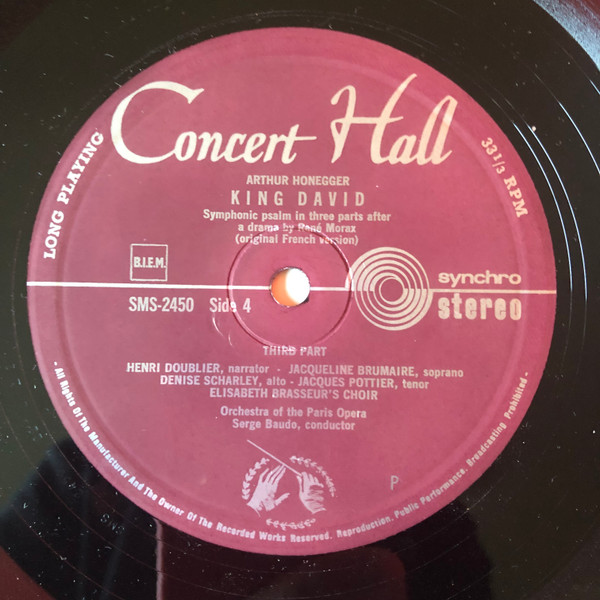 Concert Hall
LONG PLAYING
33 1/3 RPM
ARTHUR HONEGGER
KING DAVID
Symphonic psalm in three parts after
a drama by René Morax
(original French version)
B.I.E.M.
synchro
stereo
SMS-2450 Side 4
THIRD PART
HENRI DOUBLIER, narrator - JACQUELINE BRUMAIRE, soprano
DENISE SCHARLEY, alto - JACQUES POTTIER, tenor
ELISABETH BRASSEUR'S CHOIR
Orchestra of the Paris Opera
Serge Baudo, conductor
P
- All Rights Of The Manufacturer And The Owner Of The Recorded Works Reserved. Reproduction. Public Performance. Broadcasting Prohibited -